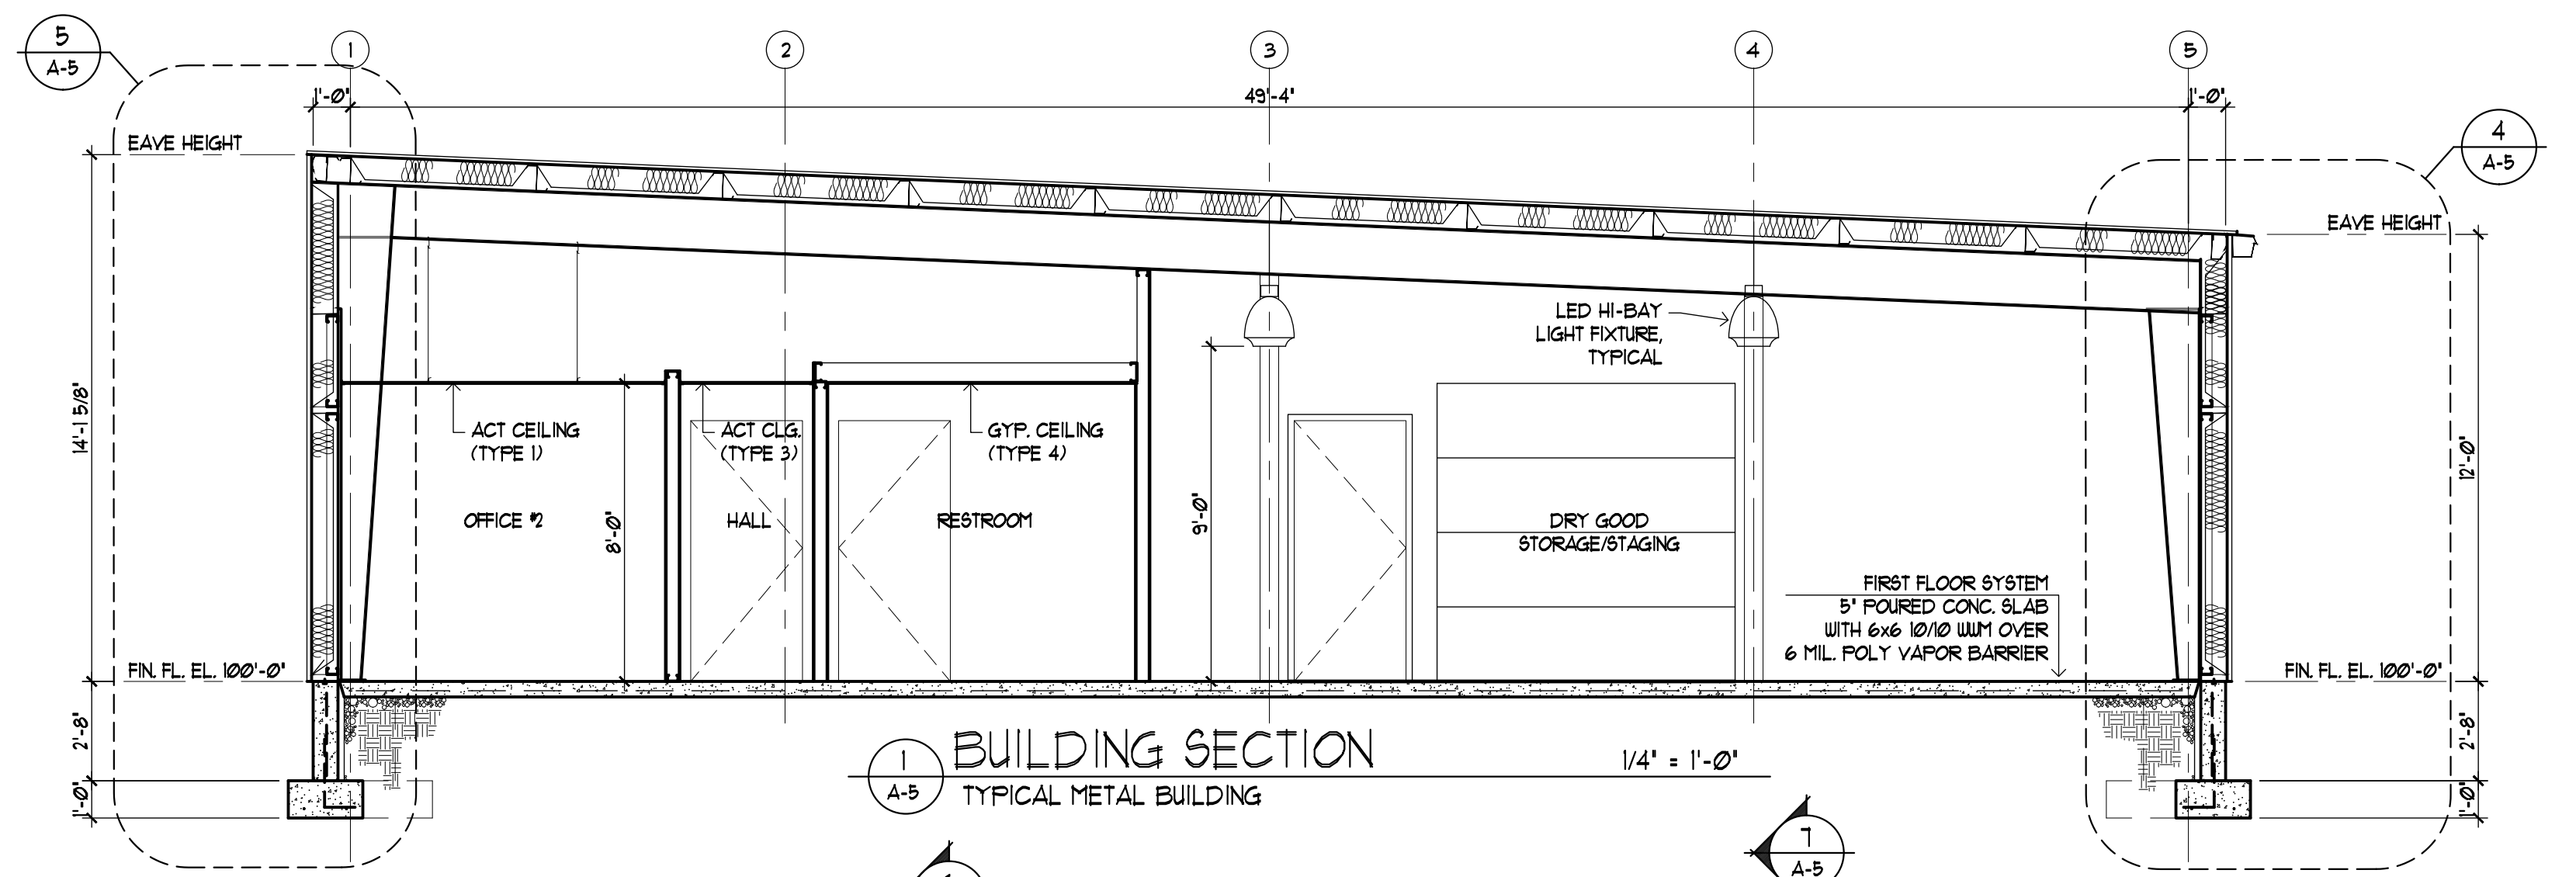 5
A-5
1
2
3
4
5
4
A-5
1'-0"
49'-4"
1'-0"
EAVE HEIGHT
EAVE HEIGHT
14'-1 5/8"
12'-0"
LED HI-BAY
LIGHT FIXTURE,
TYPICAL
ACT CEILING
(TYPE 1)
ACT CLG.
(TYPE 3)
GYP. CEILING
(TYPE 4)
OFFICE #2
8'-0"
HALL
RESTROOM
9'-0"
DRY GOOD
STORAGE/STAGING
FIRST FLOOR SYSTEM
5" POURED CONC. SLAB
WITH 6x6 10/10 WWM OVER
6 MIL. POLY VAPOR BARRIER
FIN. FL. EL. 100'-0"
FIN. FL. EL. 100'-0"
2'-8"
2'-8"
1'-0"
1'-0"
1
A-5
BUILDING SECTION
1/4" = 1'-0"
TYPICAL METAL BUILDING
A-5